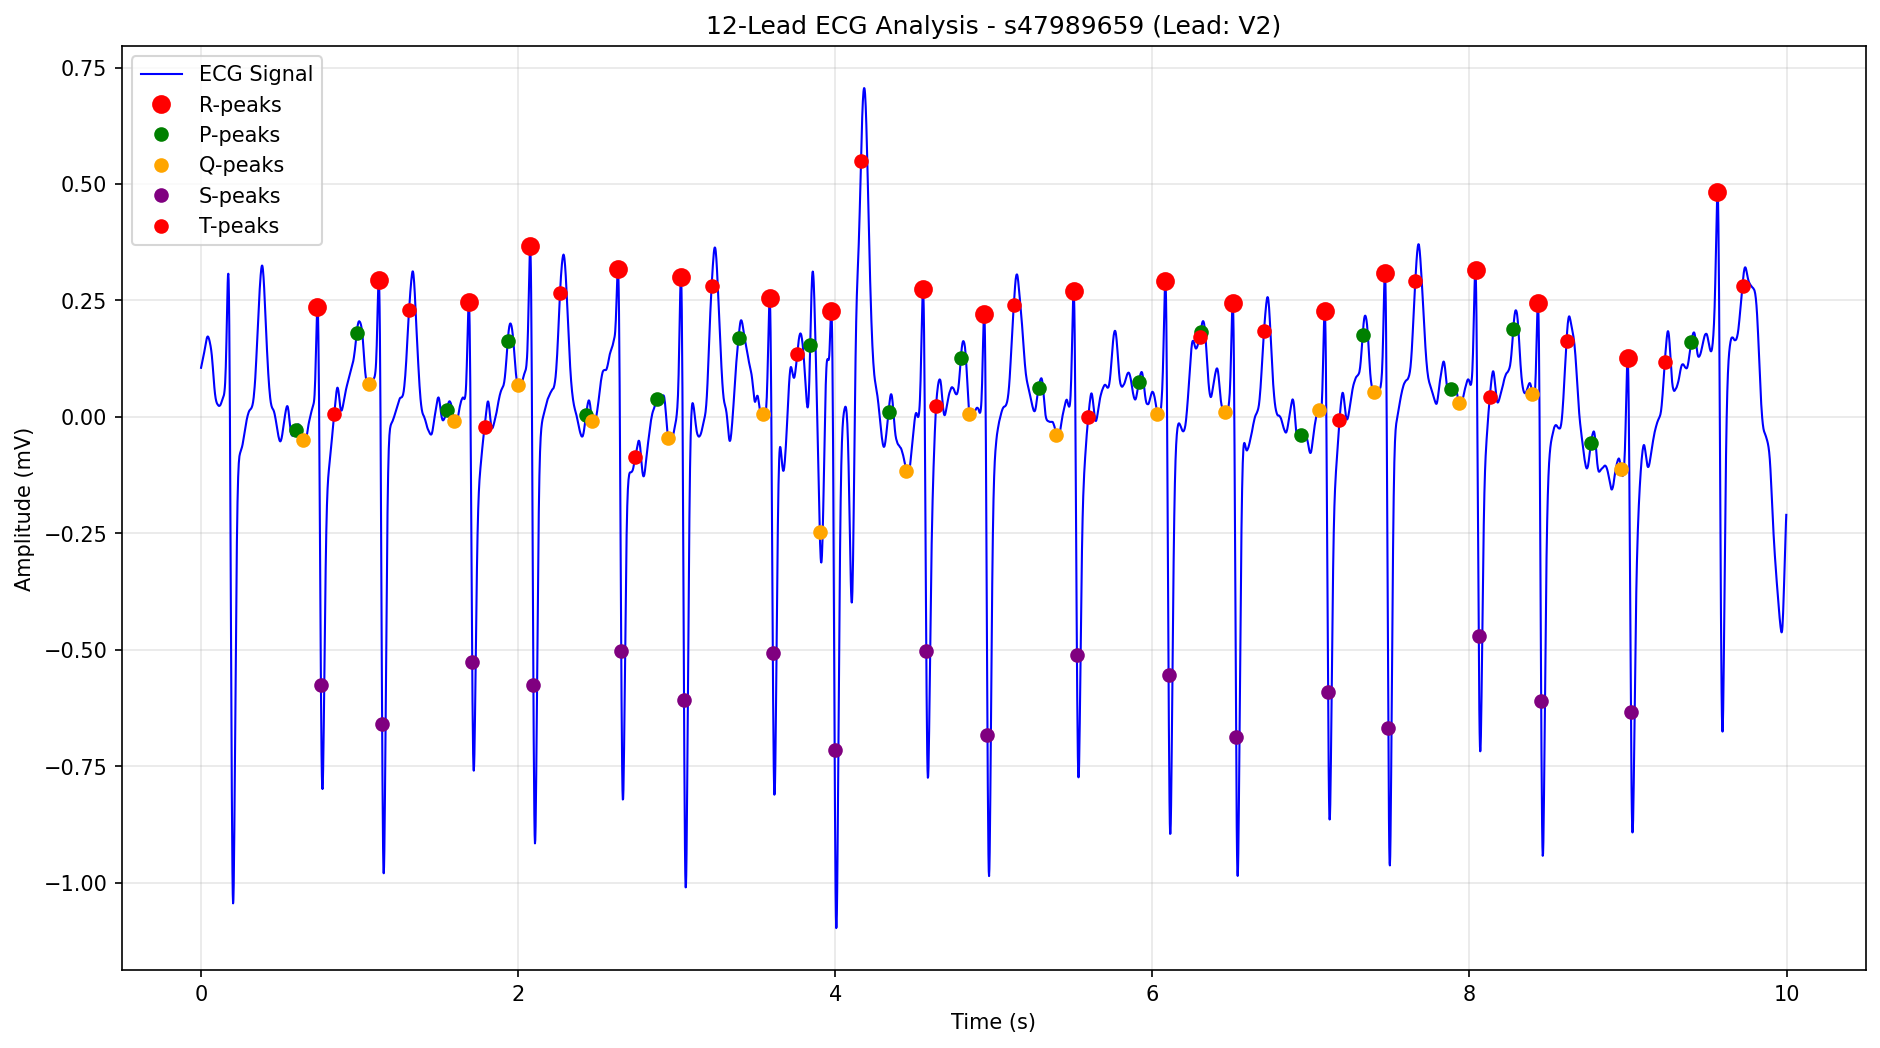 12-Lead ECG Analysis - s47989659 (Lead: V2)
ECG Signal
R-peaks
P-peaks
Q-peaks
S-peaks
T-peaks
0.75
0.50
0.25
0.00
−0.25
−0.50
−0.75
−1.00
Amplitude (mV)
0 2 4 6 8 10
Time (s)